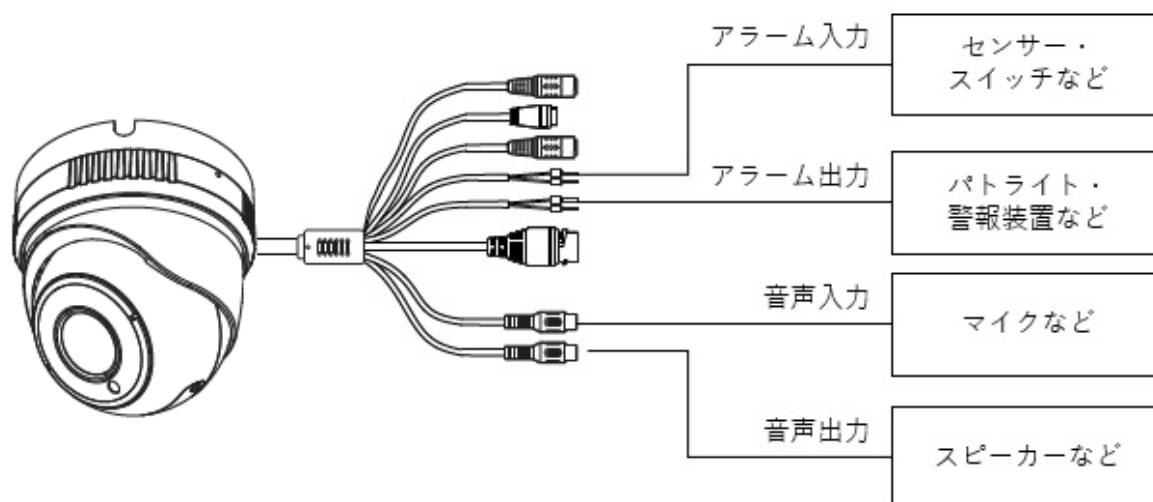 アラーム入力
センサー・
スイッチなど
アラーム出力
パトライト・
警報装置など
音声入力
マイクなど
音声出力
スピーカーなど